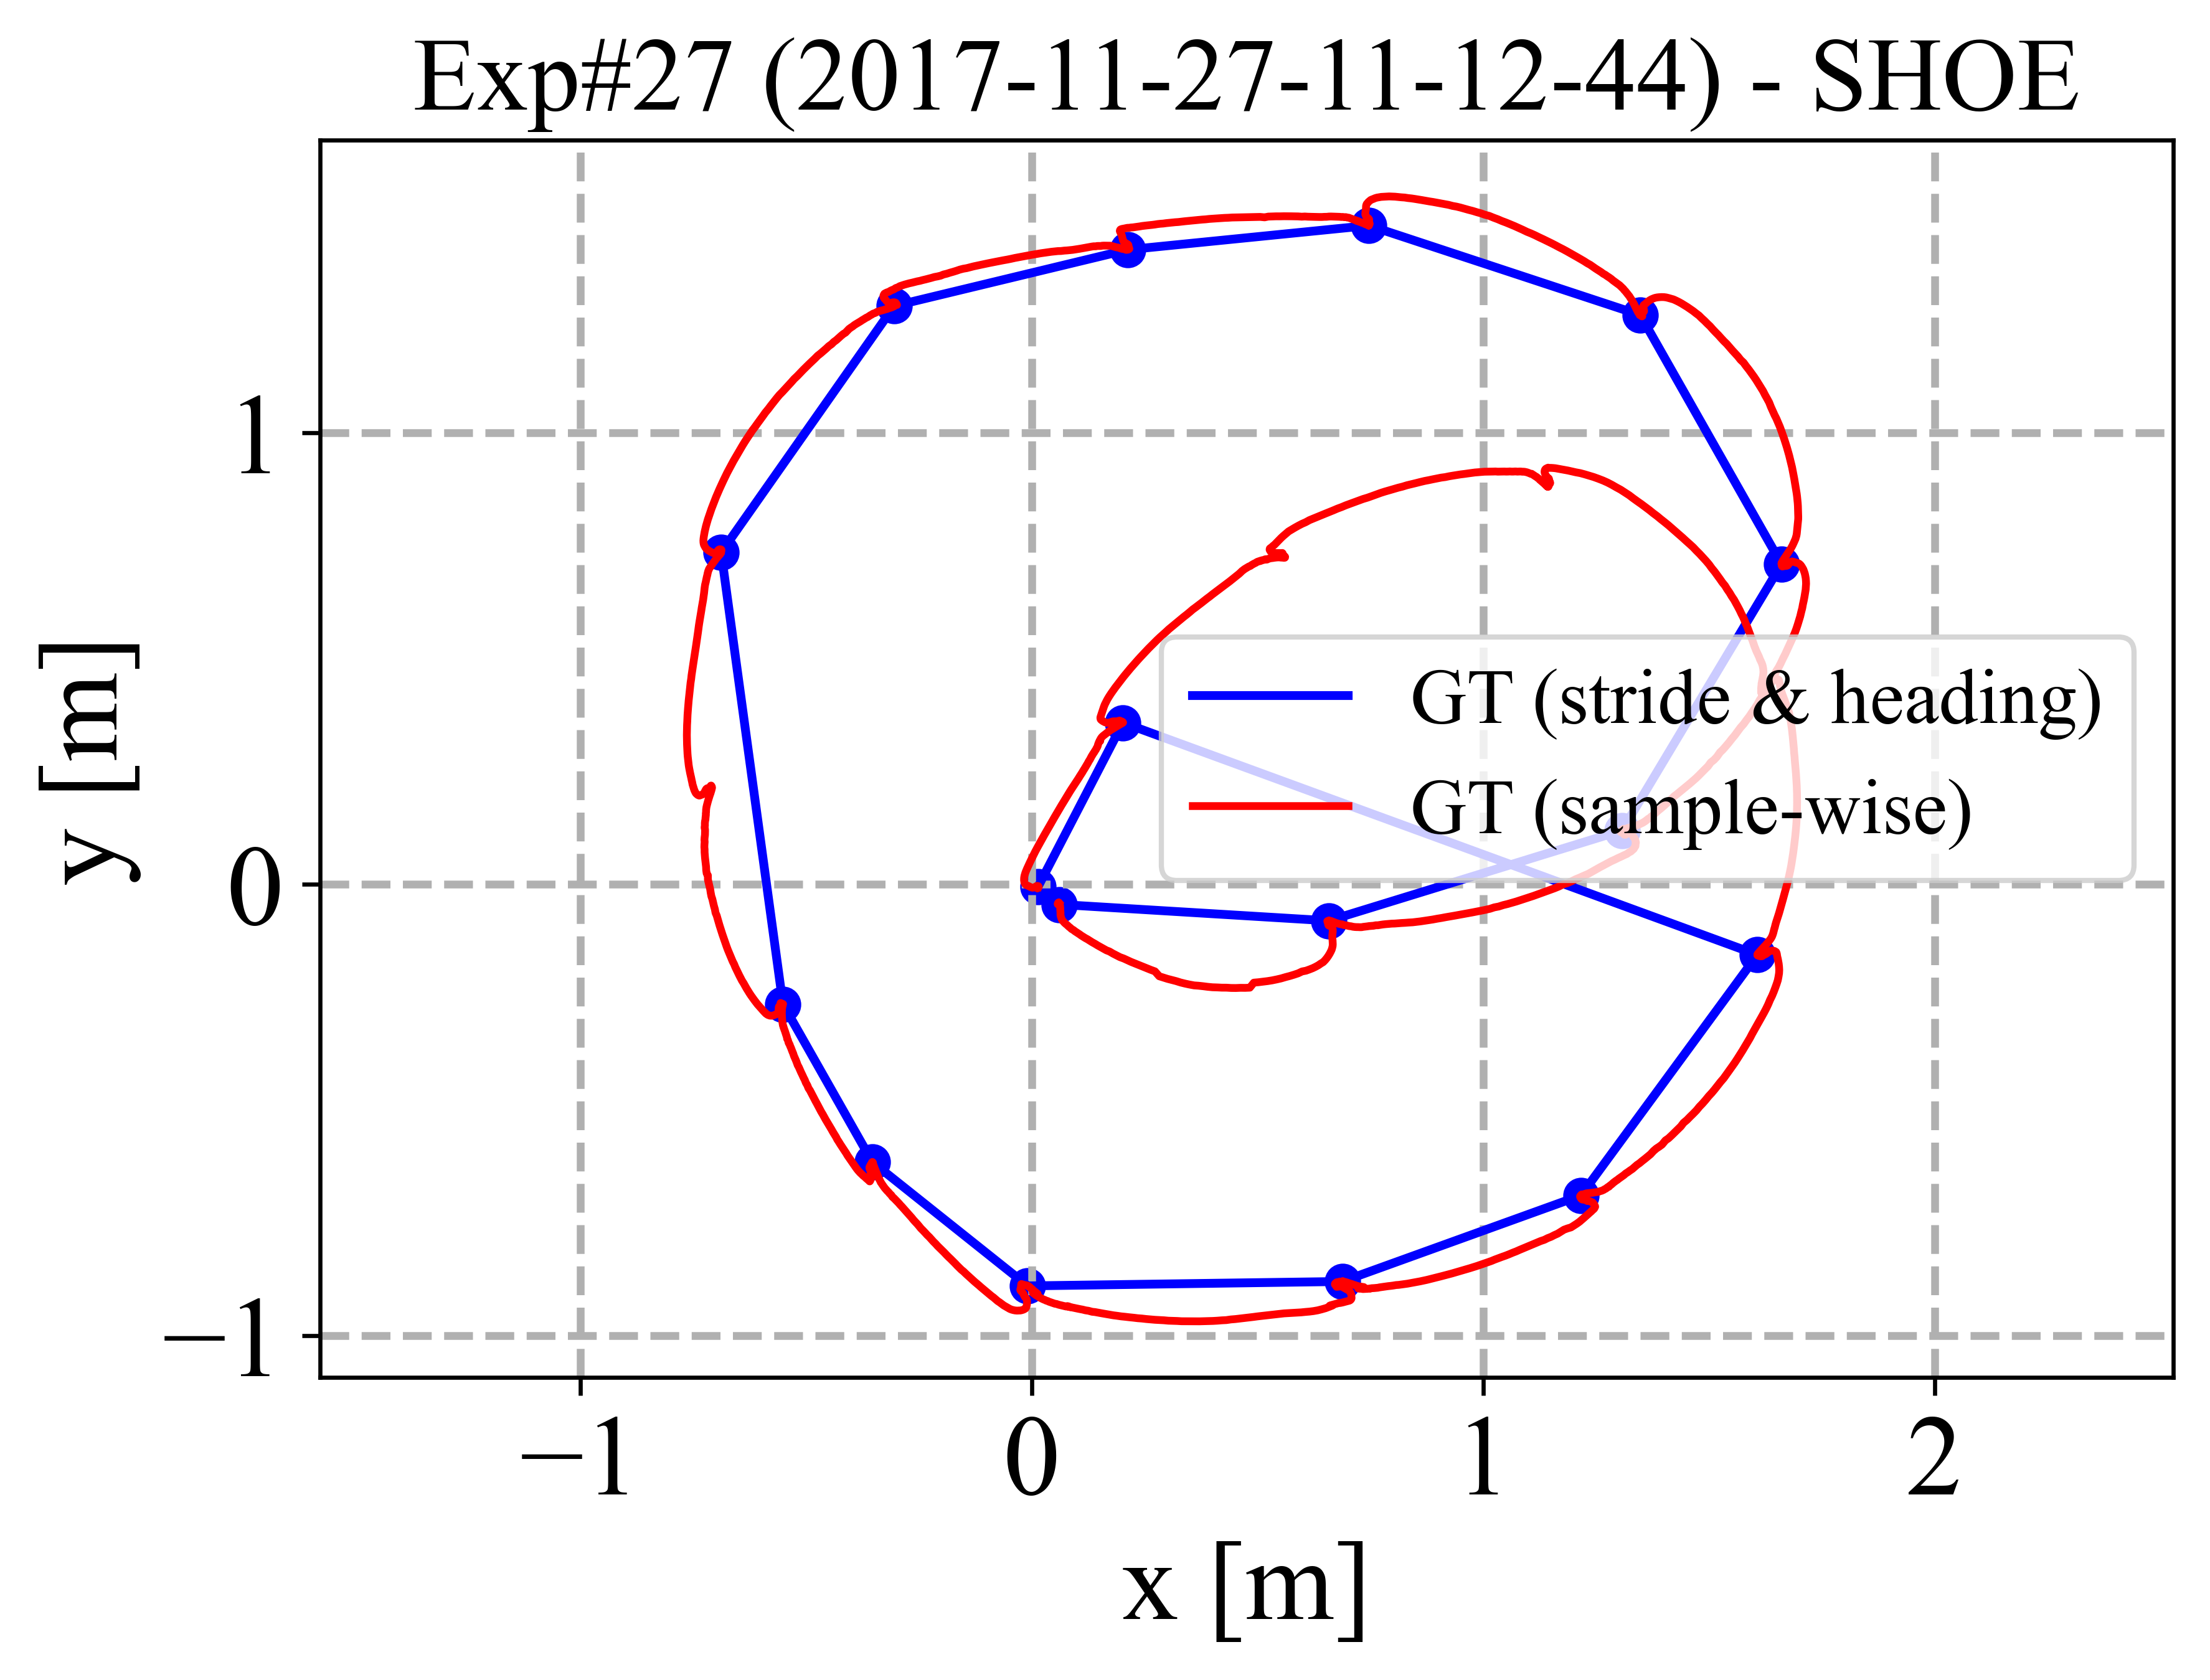 Exp#27 (2017-11-27-11-12-44) - SHOE
y [m]
1
0
−1
GT (stride & heading)
GT (sample-wise)
−1 0 1 2
x [m]